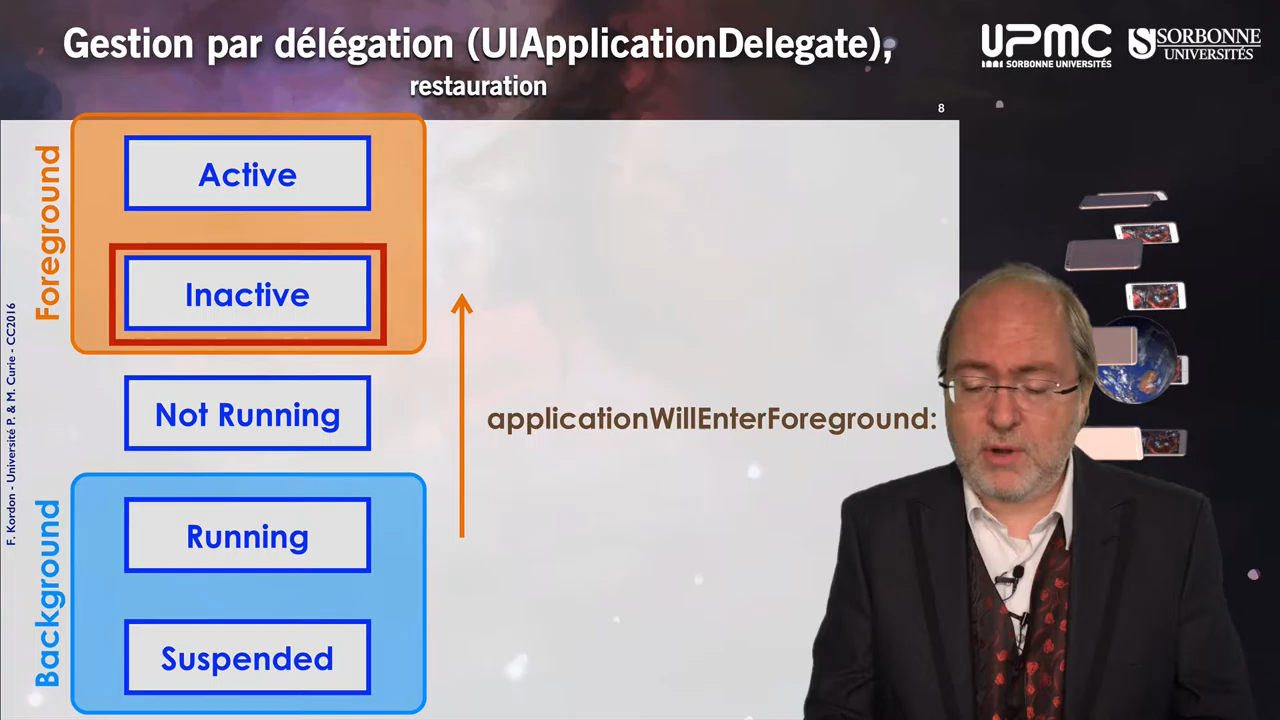 Gestion par délégation (UIApplicationDelegate),
restauration
UPMC
SORBONNE UNIVERSITÉS
SORBONNE
UNIVERSITÉS
8
Foreground
Active
Inactive
Not Running
applicationWillEnterForeground:
Background
Running
Suspended
F. Kordon - Université P. & M. Curie - CC2016